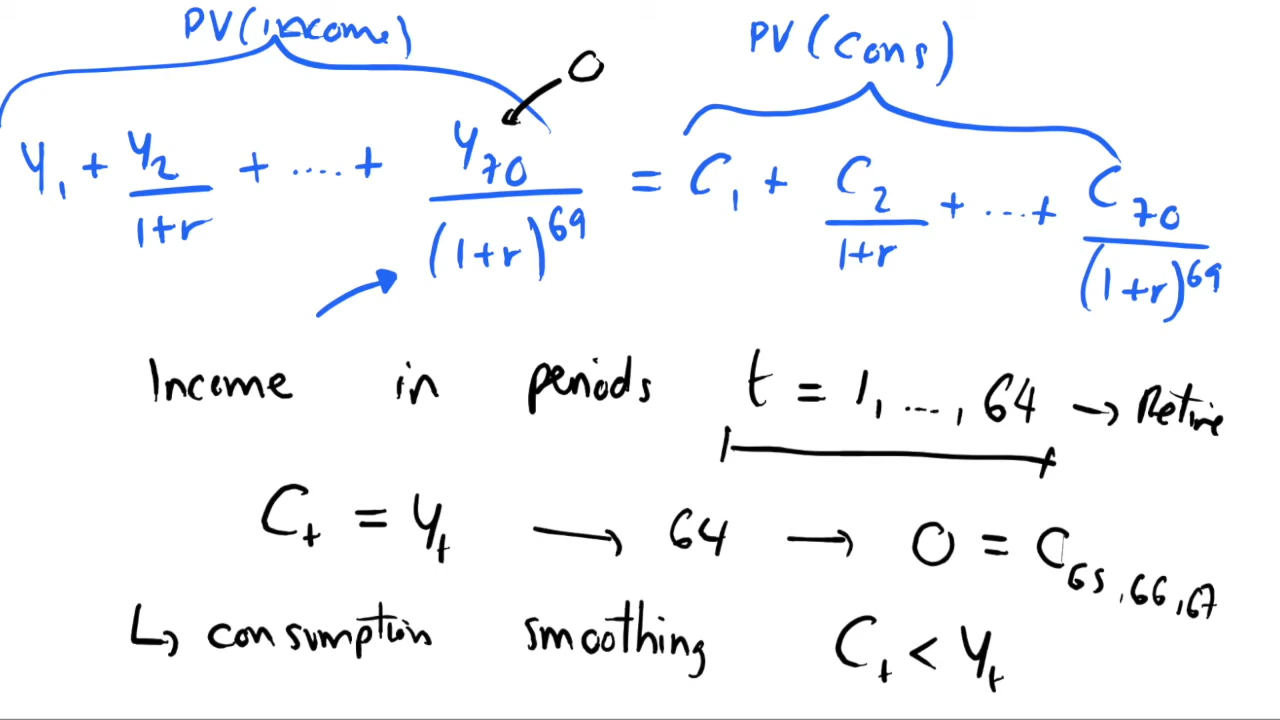 PV(income) PV(Cons)
0
Y₁ + Y₂/(1+r) + .... + Y₇₀/(1+r)⁶⁹ = C₁ + C₂/(1+r) + ...+ C₇₀/(1+r)⁶⁹
Income in periods t = 1, ..., 64 → Retire
Cₜ = Yₜ → 64 → 0 = C₆₅,₆₆,₆₇
↳ consumption smoothing Cₜ < Yₜ